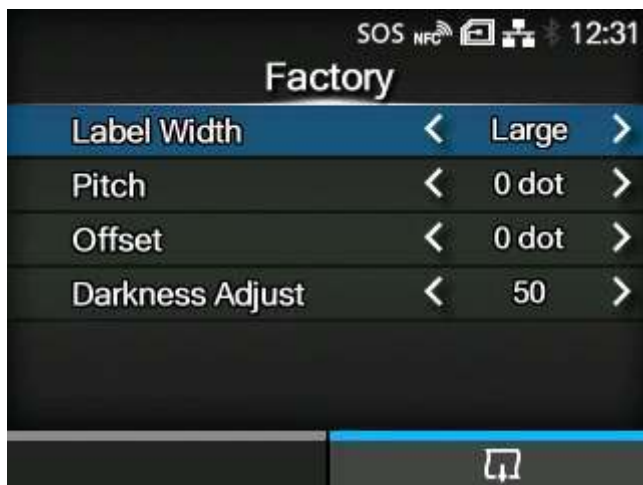 SOS NFC 12:31
Factory
Label Width < Large >
Pitch < 0 dot >
Offset < 0 dot >
Darkness Adjust < 50 >